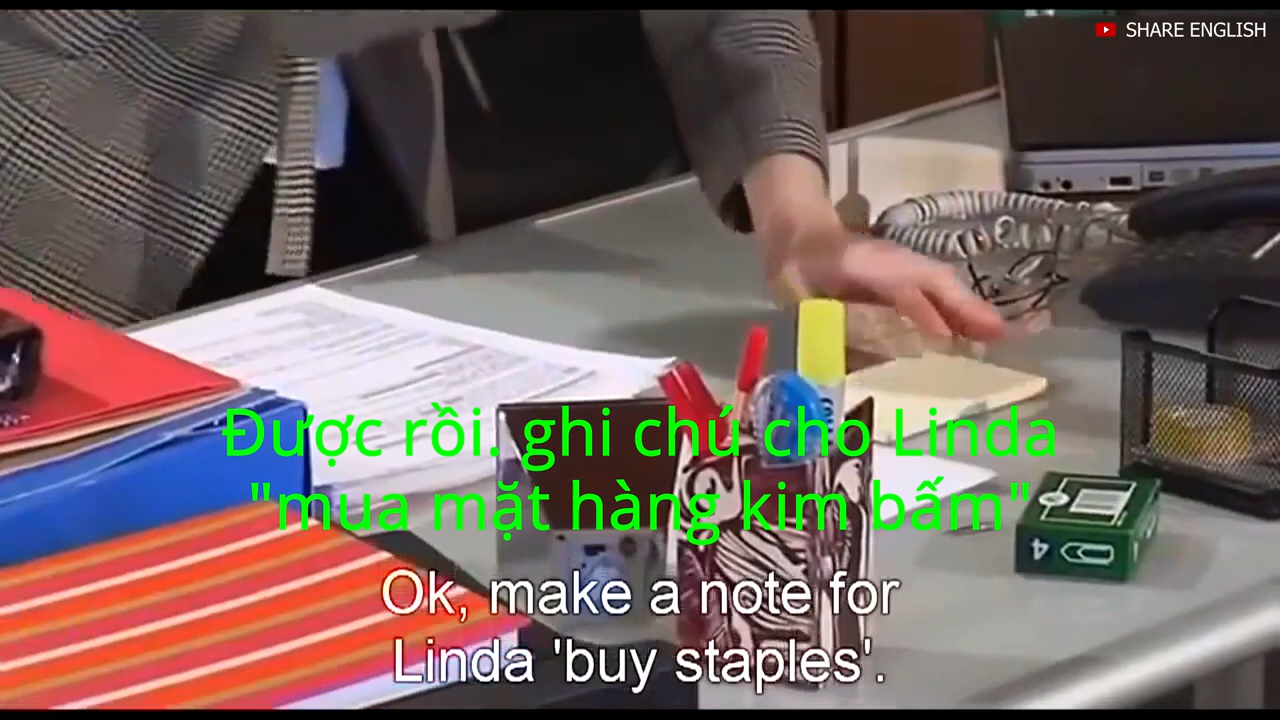 SHARE ENGLISH
Được rồi. ghi chú cho Linda
"mua mặt hàng kim bấm"
4
Ok, make a note for
Linda 'buy staples'.